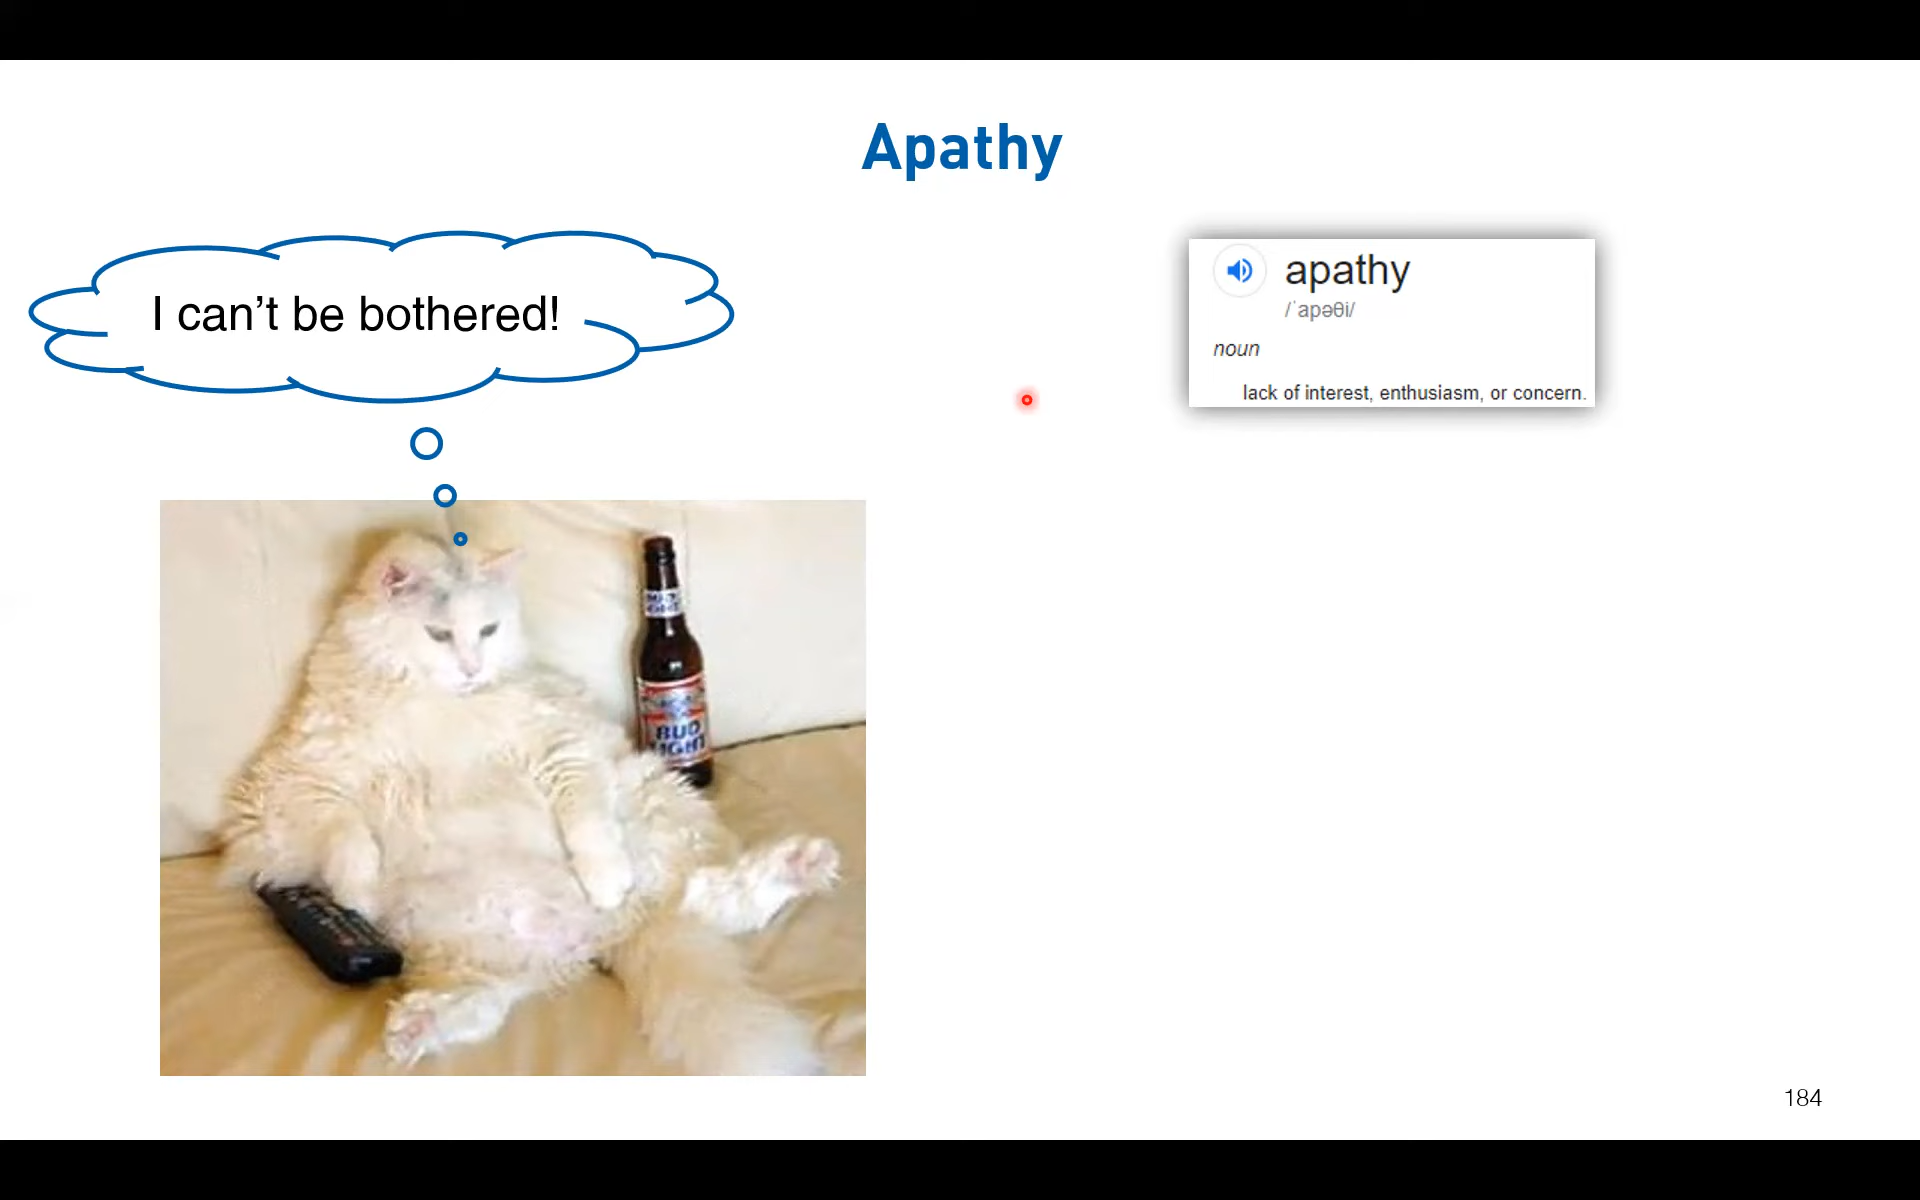 Apathy
I can't be bothered!
apathy
/ˈapəθi/
noun
lack of interest, enthusiasm, or concern.
BUD
LIGHT
184